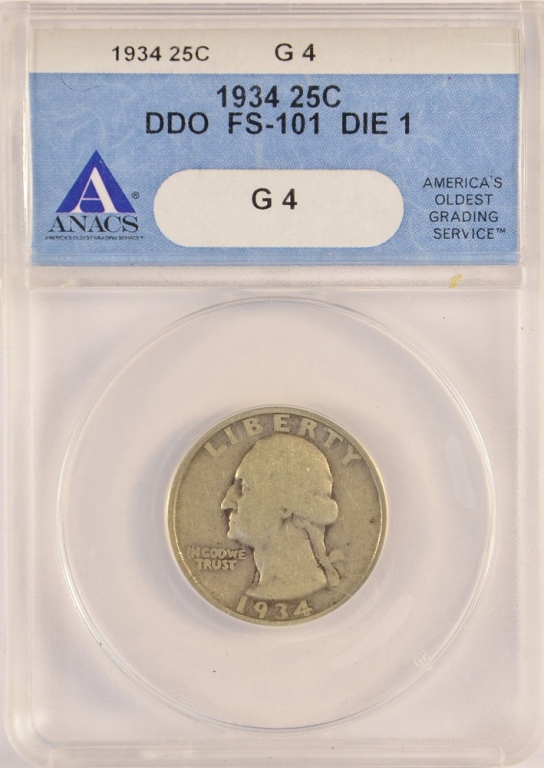 1934 25C G 4
1934 25C
DDO FS-101 DIE 1
G 4
ANACS®
AMERICA'S OLDEST GRADING SERVICE™
AMERICA'S
OLDEST
GRADING
SERVICE™
LIBERTY
IN GOD WE
TRUST
1934